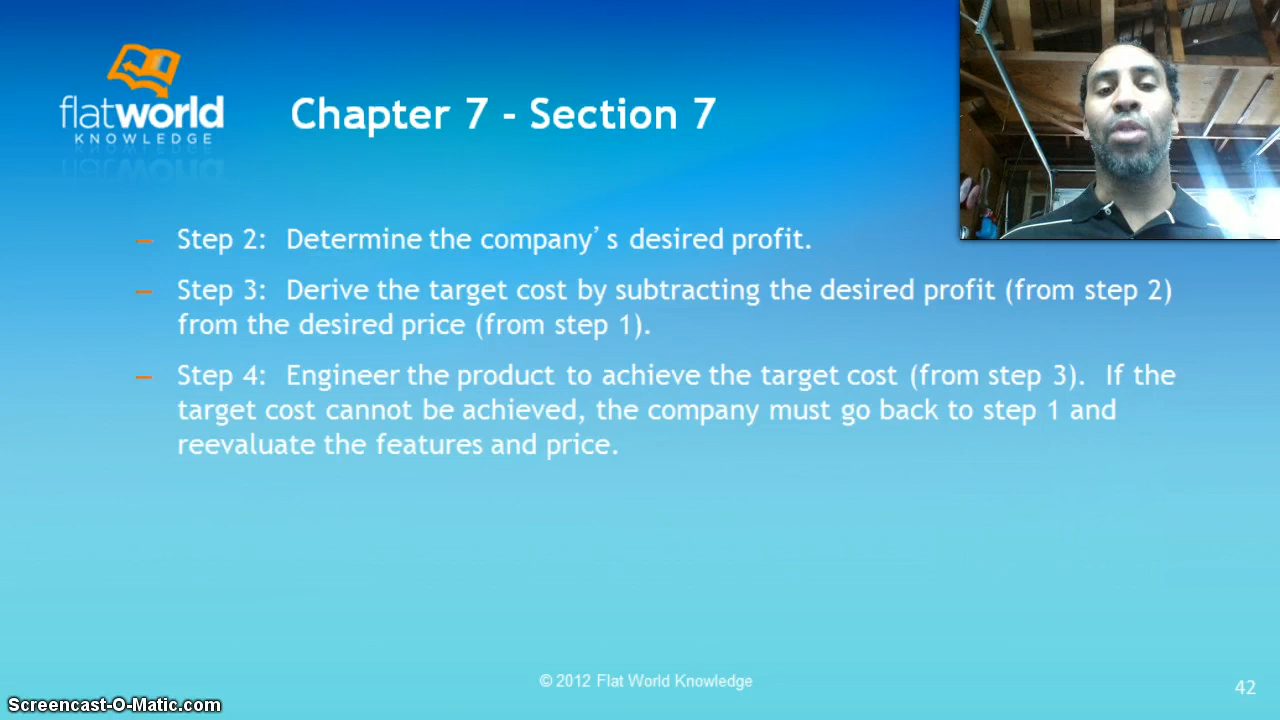 flatworld
KNOWLEDGE
Chapter 7 - Section 7
– Step 2: Determine the company's desired profit.
– Step 3: Derive the target cost by subtracting the desired profit (from step 2)
from the desired price (from step 1).
– Step 4: Engineer the product to achieve the target cost (from step 3). If the
target cost cannot be achieved, the company must go back to step 1 and
reevaluate the features and price.
© 2012 Flat World Knowledge
42
Screencast-O-Matic.com